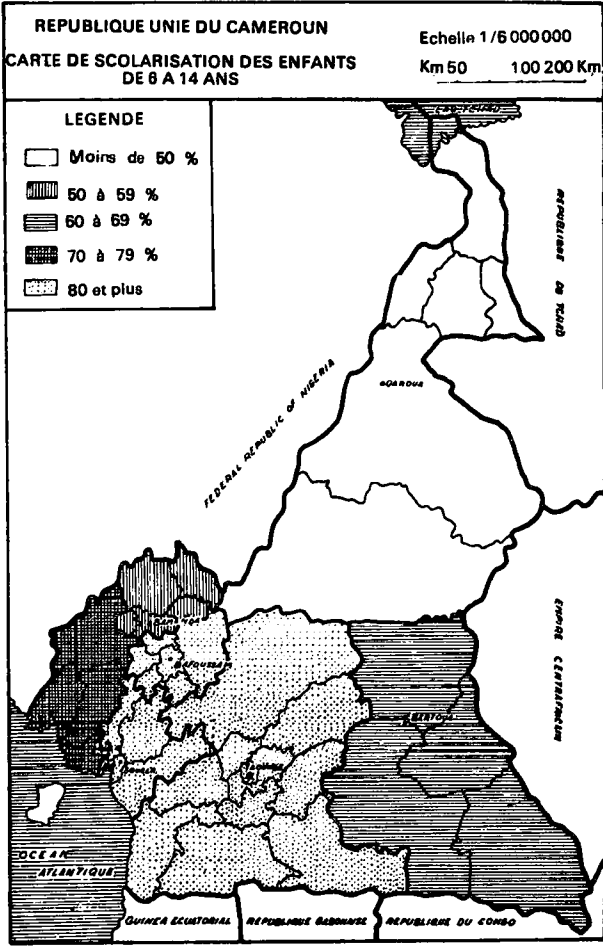 REPUBLIQUE UNIE DU CAMEROUN
CARTE DE SCOLARISATION DES ENFANTS
DE 6 A 14 ANS
Echelle 1/6 000 000
Km 50 100 200 Km
LEGENDE
Moins de 50 %
50 à 59 %
60 à 69 %
70 à 79 %
80 et plus
REPUBLIQUE DU TCHAD
GAROUA
FEDERAL REPUBLIC OF NIGERIA
EMPIRE CENTRAFRICAIN
BAFOUSSAM
BERTOUA
OCEAN
ATLANTIQUE
GUINEA ECUATORIAL
REPUBLIQUE GABONAISE
REPUBLIQUE DU CONGO